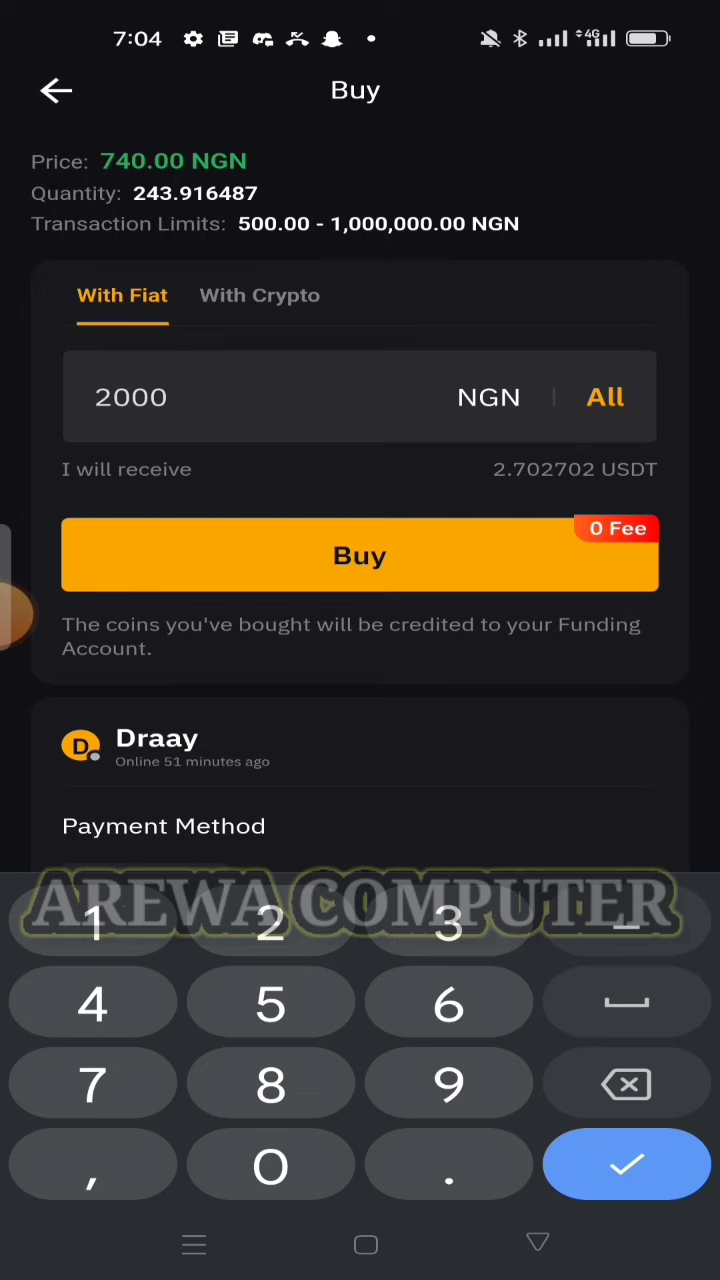 7:04 4G
Buy
Price: 740.00 NGN
Quantity: 243.916487
Transaction Limits: 500.00 - 1,000,000.00 NGN
With Fiat With Crypto
2000 NGN All
I will receive 2.702702 USDT
0 Fee
Buy
The coins you've bought will be credited to your Funding
Account.
D Draay
Online 51 minutes ago
Payment Method
AREWA COMPUTER
1 2 3 –
4 5 6
7 8 9
, 0 .